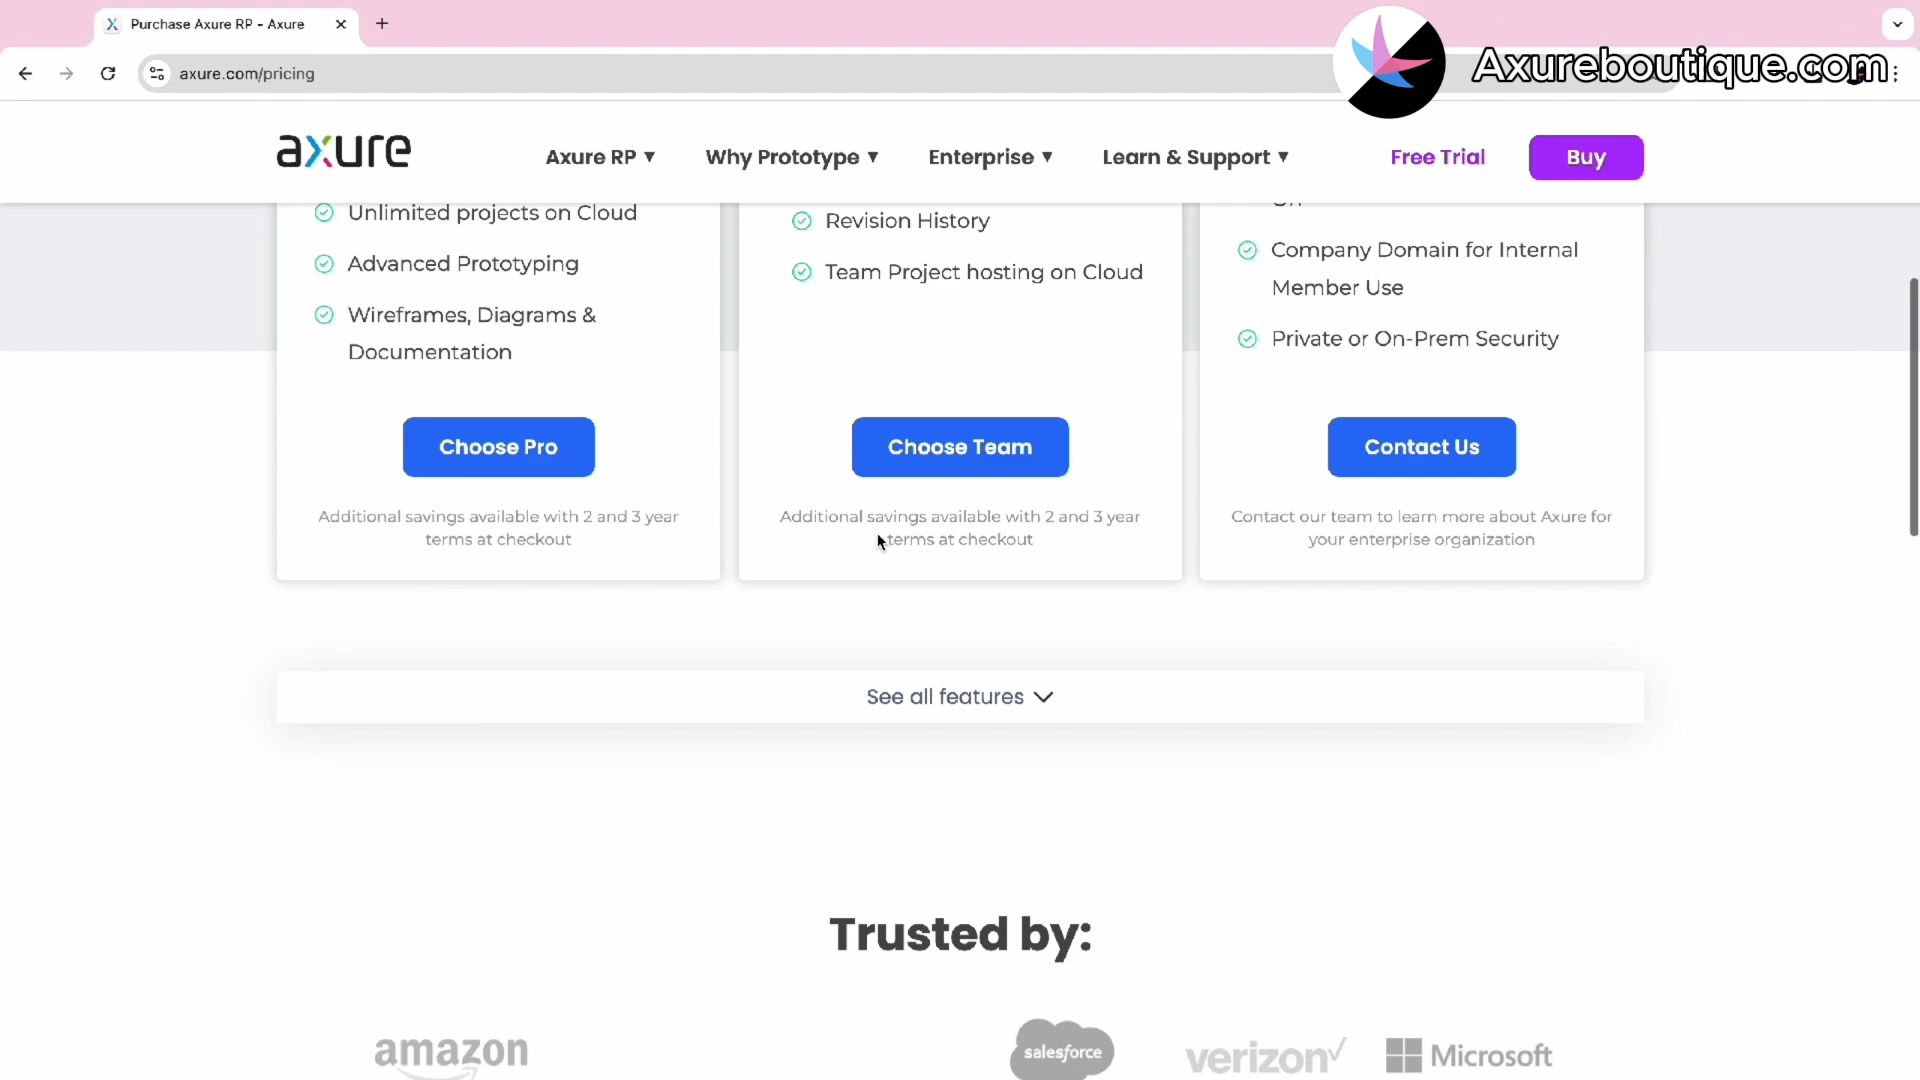 Purchase Axure RP - Axure
axure.com/pricing
Axureboutique.com
axure
Axure RP
Why Prototype
Enterprise
Learn & Support
Free Trial
Buy
Unlimited projects on Cloud
Advanced Prototyping
Wireframes, Diagrams &
Documentation
Choose Pro
Additional savings available with 2 and 3 year
terms at checkout
Revision History
Team Project hosting on Cloud
Choose Team
Additional savings available with 2 and 3 year
terms at checkout
Company Domain for Internal
Member Use
Private or On-Prem Security
Contact Us
Contact our team to learn more about Axure for
your enterprise organization
See all features
Trusted by:
amazon
salesforce
verizon
Microsoft